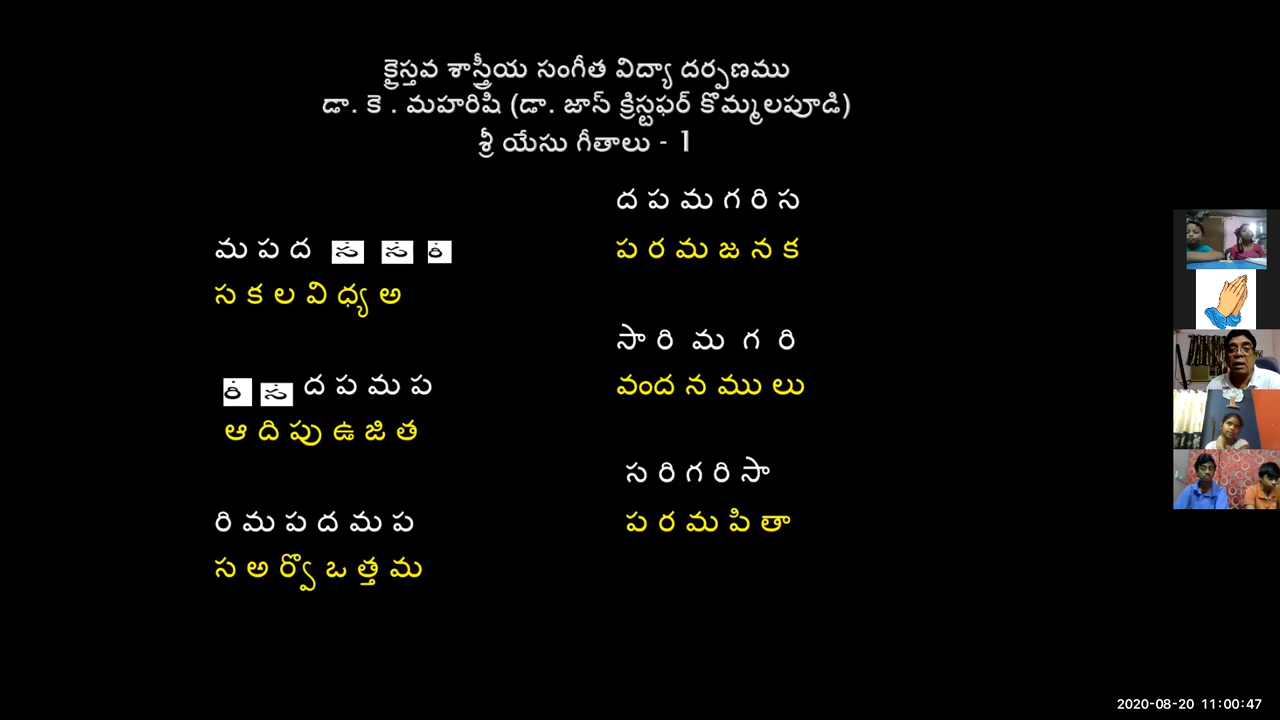 క్రైస్తవ శాస్త్రీయ సంగీత విద్యా దర్పణము
డా. కె . మహరిషి (డా. జాస్ క్రిస్టఫర్ కొమ్మలపూడి)
శ్రీ యేసు గీతాలు - 1
మ ప ద స̇ స̇ రి̇
స క ల వి ధ్య అ
రి̇ స̇ ద ప మ ప
ఆ ది పు ఉ జి త
రి మ ప ద మ ప
స అ ర్వొ ఒ త్త మ
ద ప మ గ రి స
ప ర మ జ న క
సా రి మ గ రి
వంద న ము లు
స రి గ రి సా
ప ర మ పి తా
2020-08-20 11:00:47